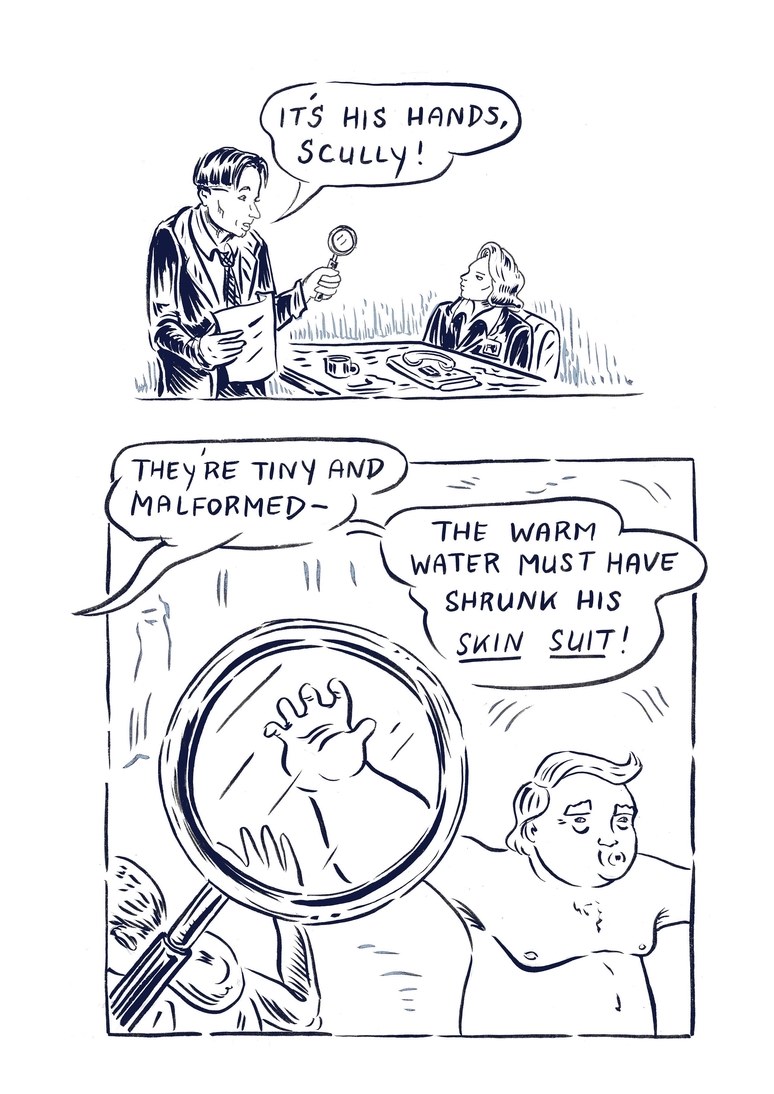 IT'S HIS HANDS,
SCULLY!
THEY'RE TINY AND
MALFORMED—
THE WARM
WATER MUST HAVE
SHRUNK HIS
SKIN SUIT!